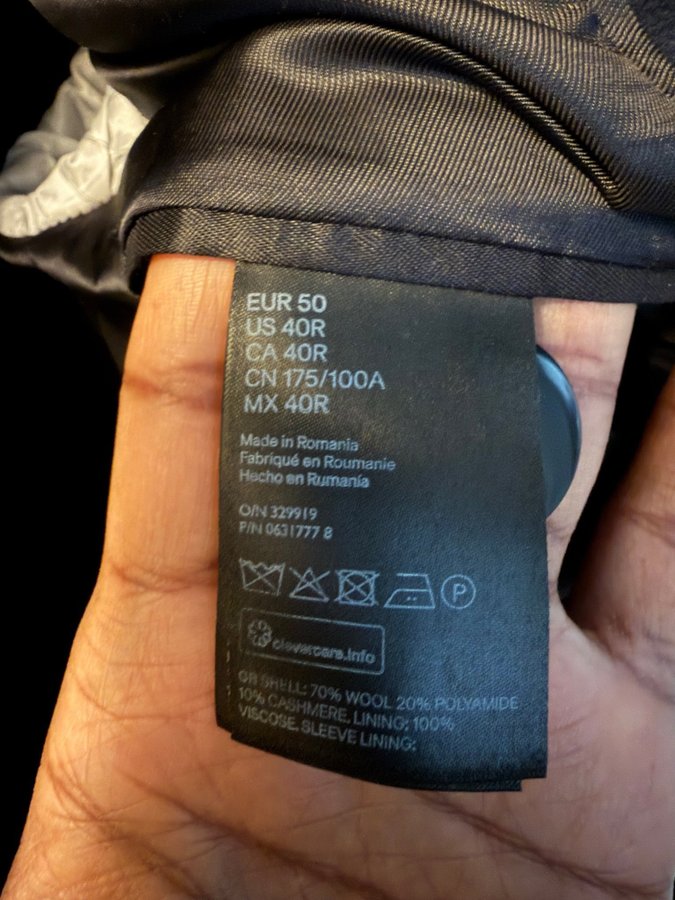 EUR 50
US 40R
CA 40R
CN 175/100A
MX 40R
Made in Romania
Fabriqué en Roumanie
Hecho en Rumania
O/N 329919
P/N 0631777 8
P
clevercare.info
GB SHELL: 70% WOOL 20% POLYAMIDE
10% CASHMERE, LINING: 100%
VISCOSE, SLEEVE LINING: